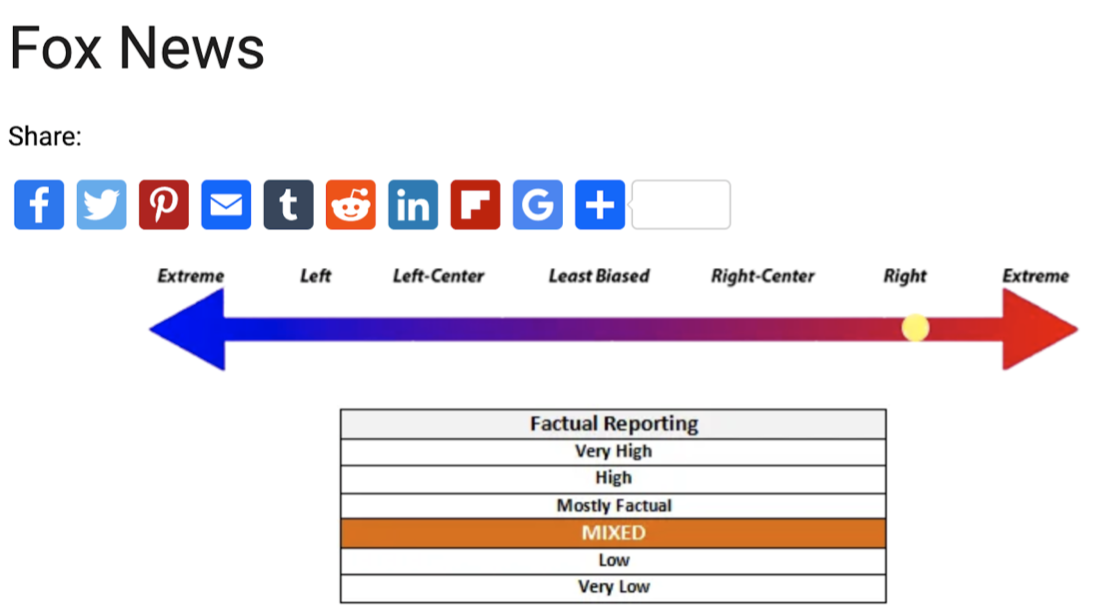 Fox News
Share:
Extreme Left Left-Center Least Biased Right-Center Right Extreme
Factual Reporting
Very High
High
Mostly Factual
MIXED
Low
Very Low